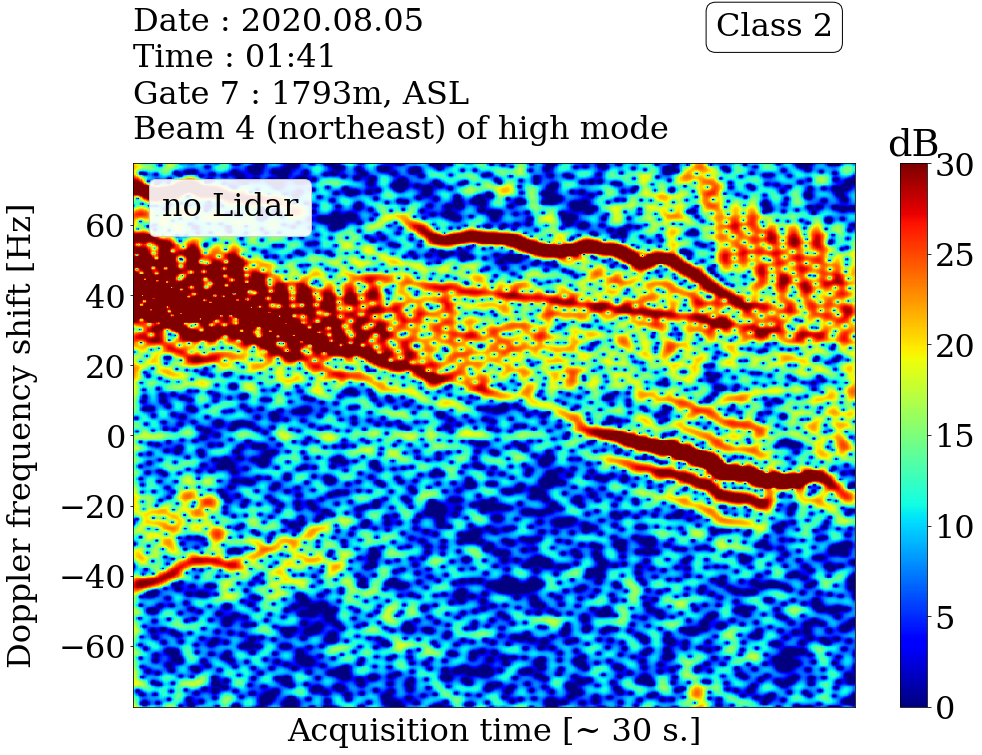 Date : 2020.08.05
Time : 01:41
Gate 7 : 1793m, ASL
Beam 4 (northeast) of high mode
Class 2
dB
no Lidar
Doppler frequency shift [Hz]
60
40
20
0
−20
−40
−60
30
25
20
15
10
5
0
Acquisition time [~ 30 s.]